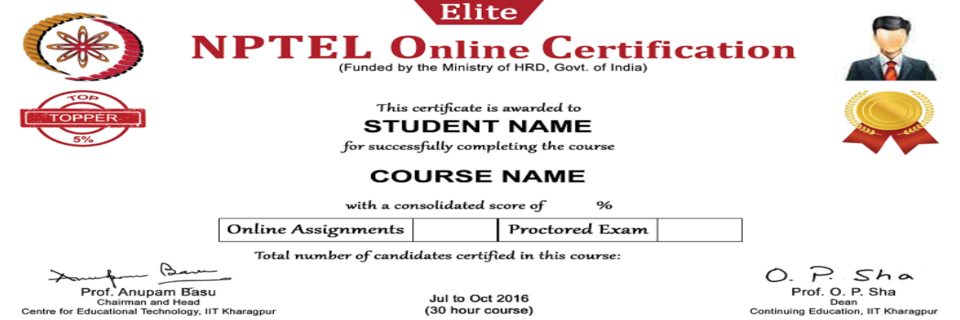 Elite
NPTEL Online Certification
(Funded by the Ministry of HRD, Govt. of India)
TOP
TOPPER
5%
This certificate is awarded to
STUDENT NAME
for successfully completing the course
COURSE NAME
with a consolidated score of %
Online Assignments Proctored Exam
Total number of candidates certified in this course:
Anupam Basu
Prof. Anupam Basu
Chairman and Head
Centre for Educational Technology, IIT Kharagpur
Jul to Oct 2016
(30 hour course)
O. P. Sha
Prof. O. P. Sha
Dean
Continuing Education, IIT Kharagpur